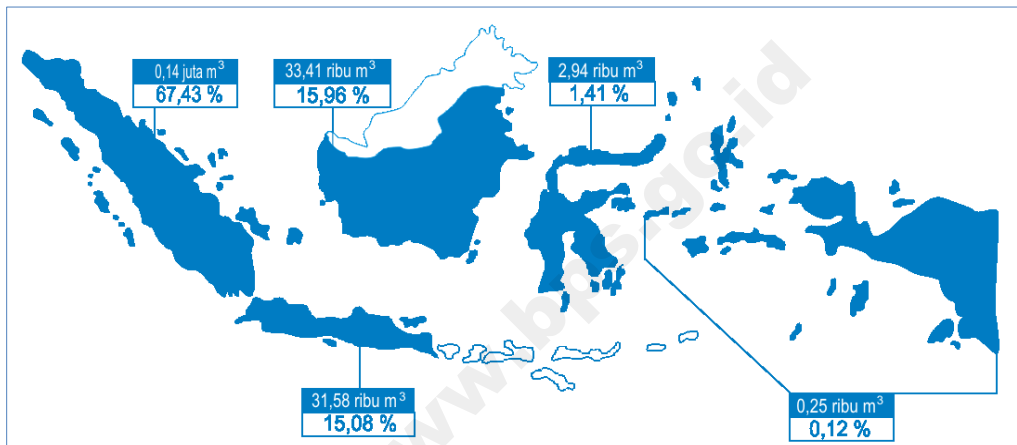 0,14 juta m³
67,43 %
33,41 ribu m³
15,96 %
2,94 ribu m³
1,41 %
31,58 ribu m³
15,08 %
0,25 ribu m³
0,12 %
www.bps.go.id